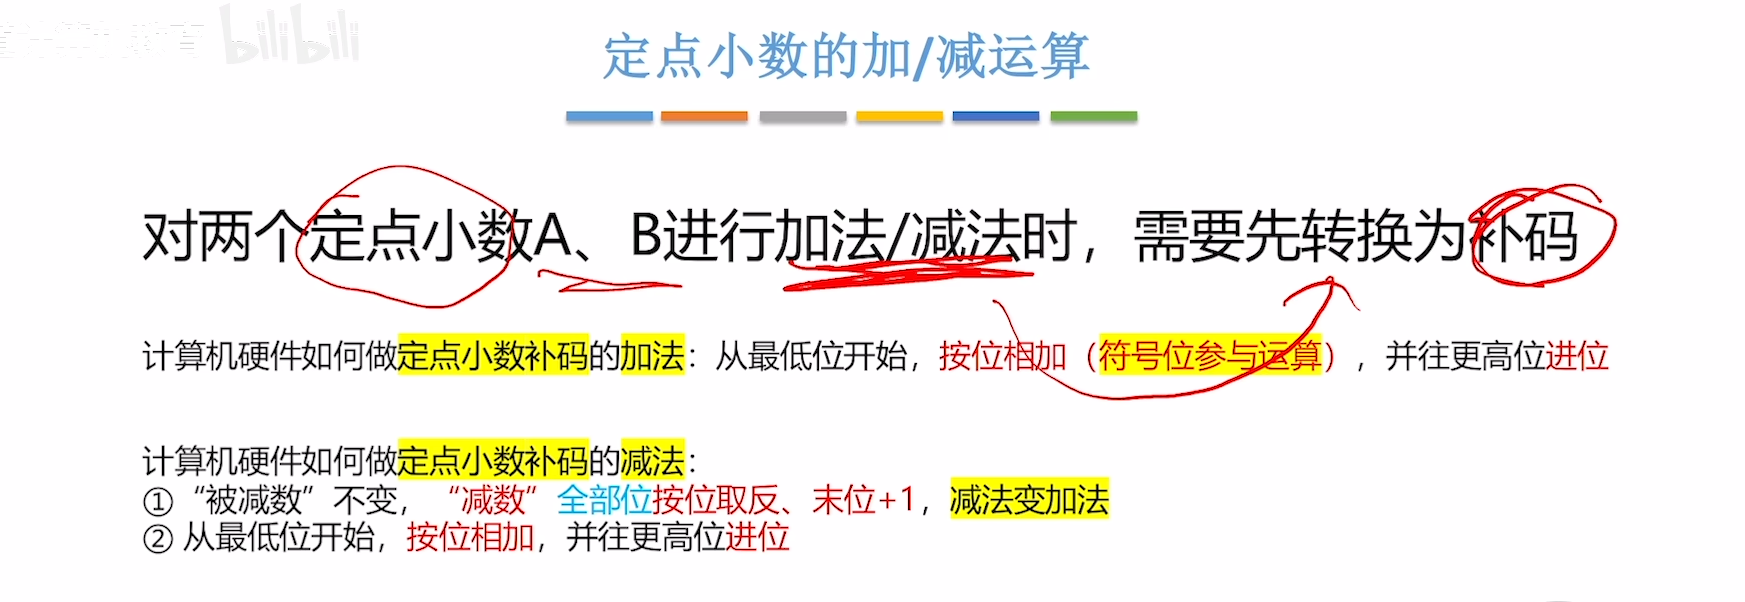 bilibili
定点小数的加/减运算
对两个定点小数A、B进行加法/减法时，需要先转换为补码
计算机硬件如何做定点小数补码的加法：从最低位开始，按位相加（符号位参与运算），并往更高位进位
计算机硬件如何做定点小数补码的减法：
①“被减数”不变，“减数”全部位按位取反、末位+1，减法变加法
② 从最低位开始，按位相加，并往更高位进位